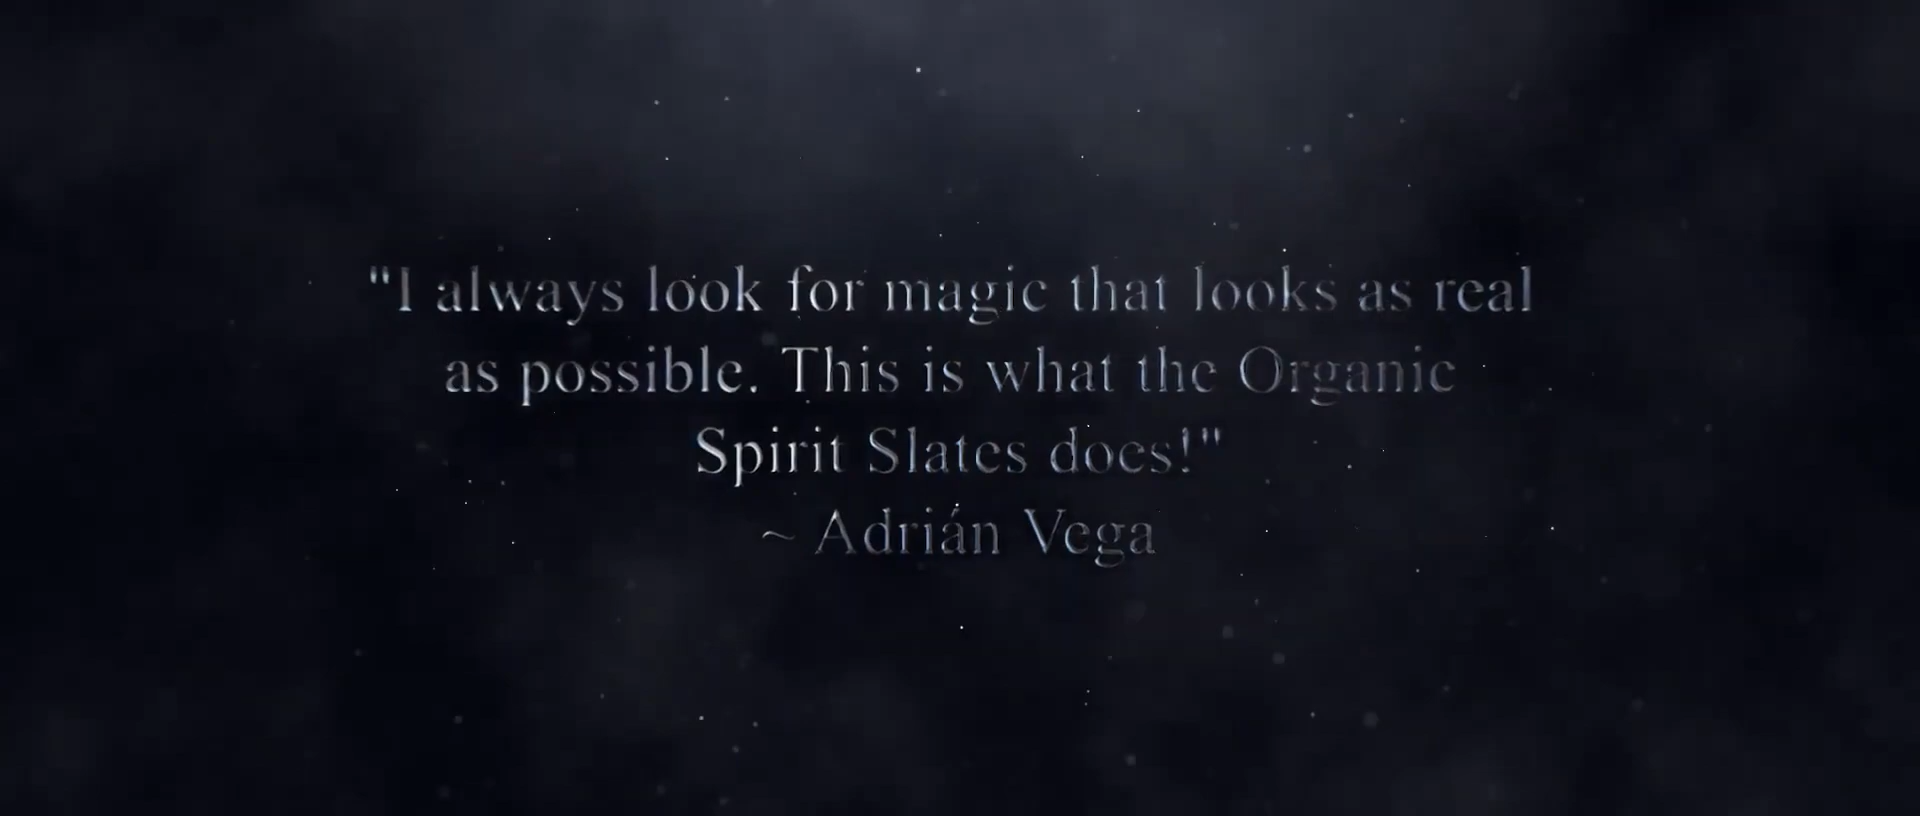 "I always look for magic that looks as real
as possible. This is what the Organic
Spirit Slates does!"
~ Adrián Vega